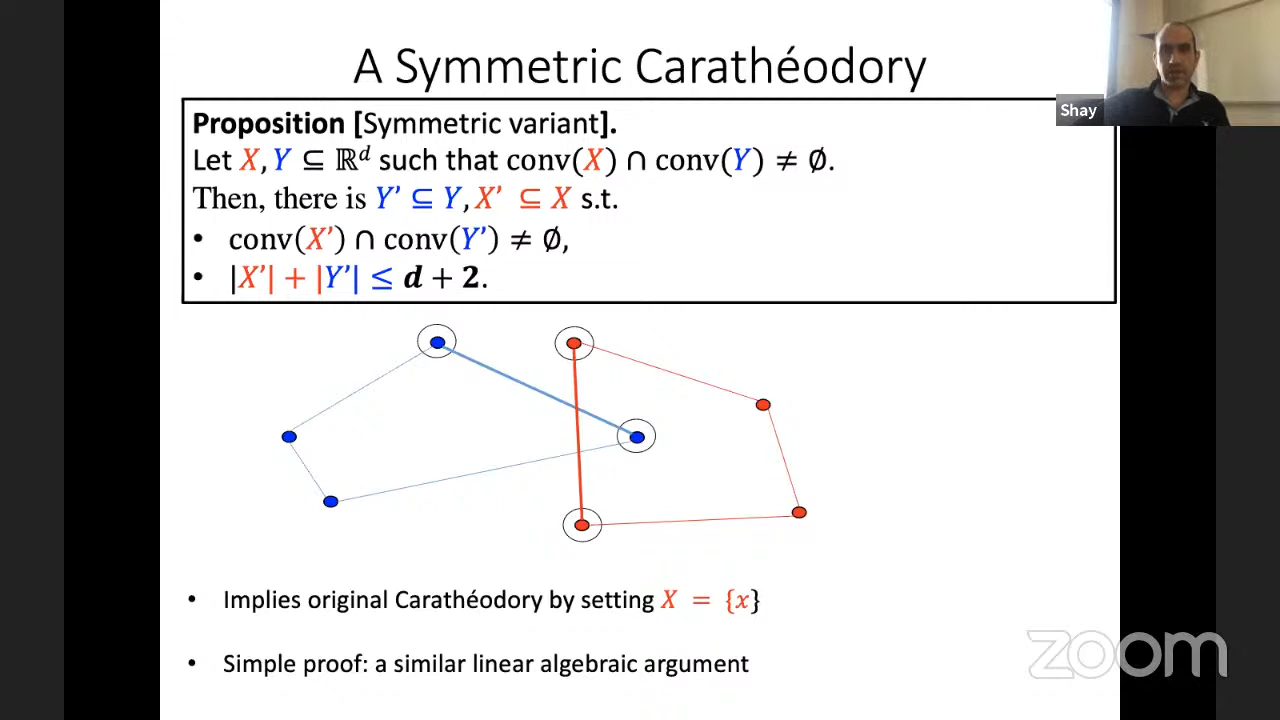 A Symmetric Carathéodory
Shay
Proposition [Symmetric variant].
Let X, Y ⊆ ℝᵈ such that conv(X) ∩ conv(Y) ≠ ∅.
Then, there is Y' ⊆ Y, X' ⊆ X s.t.
• conv(X') ∩ conv(Y') ≠ ∅,
• |X'| + |Y'| ≤ d + 2.
• Implies original Carathéodory by setting X = {x}
• Simple proof: a similar linear algebraic argument
zoom